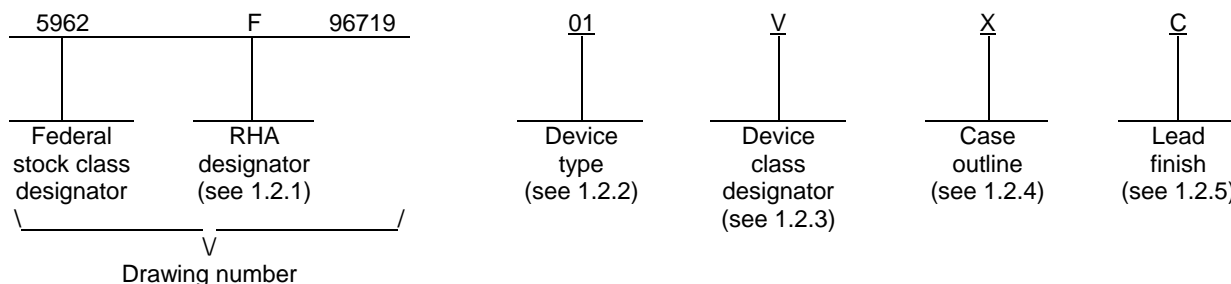 5962 F 96719 01 V X C
Federal stock class designator
RHA designator (see 1.2.1)
Device type (see 1.2.2)
Device class designator (see 1.2.3)
Case outline (see 1.2.4)
Lead finish (see 1.2.5)
Drawing number